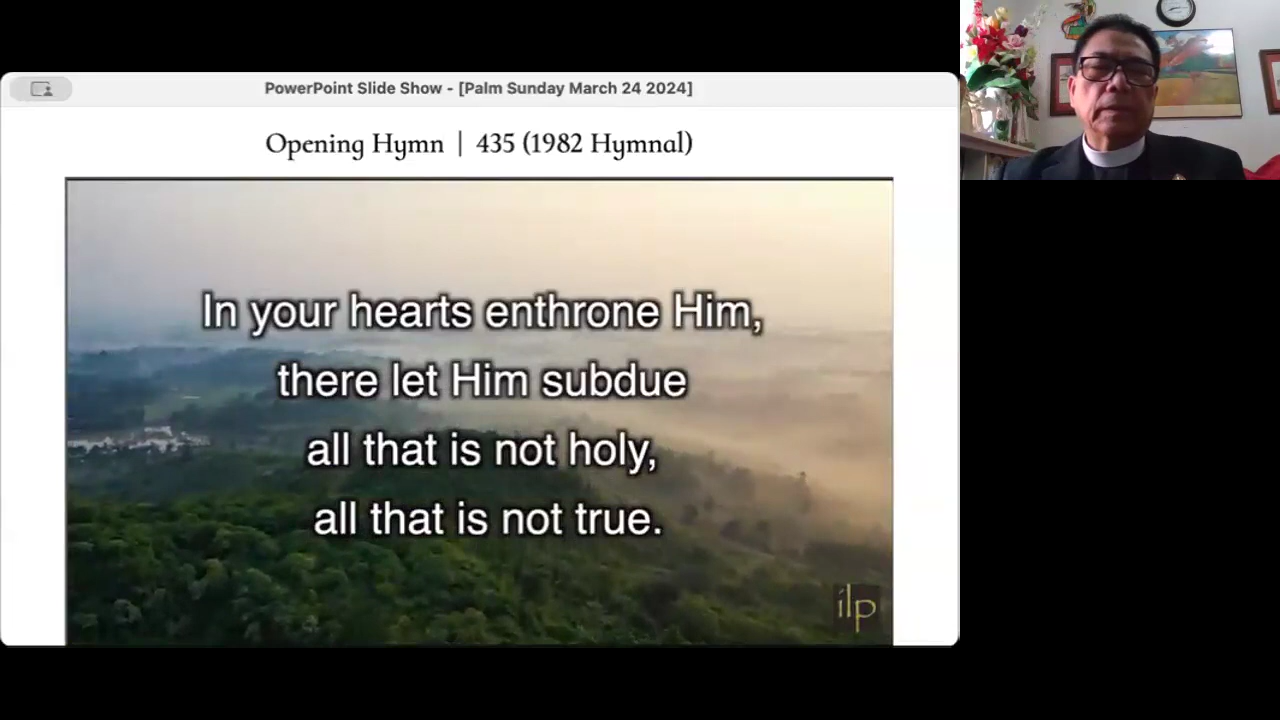 PowerPoint Slide Show - [Palm Sunday March 24 2024]
Opening Hymn | 435 (1982 Hymnal)
In your hearts enthrone Him,
there let Him subdue
all that is not holy,
all that is not true.
ilp